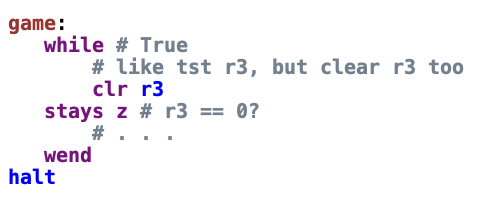 game:
while # True
# like tst r3, but clear r3 too
clr r3
stays z # r3 == 0?
# . . .
wend
halt